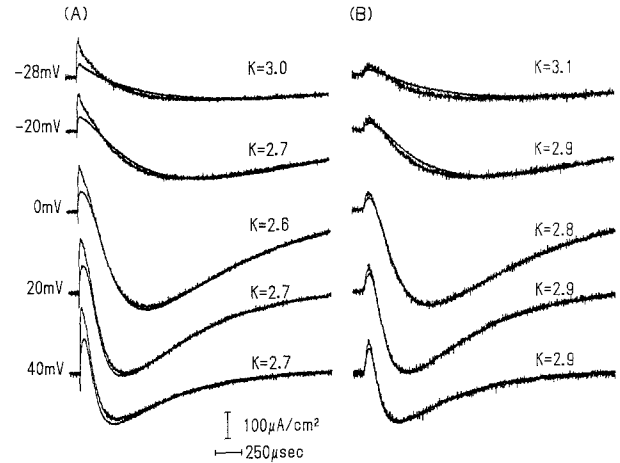 (A) (B)
-28mV K=3.0 K=3.1
-20mV K=2.7 K=2.9
0mV K=2.6 K=2.8
20mV K=2.7 K=2.9
40mV K=2.7 K=2.9
100μA/cm²
250μsec